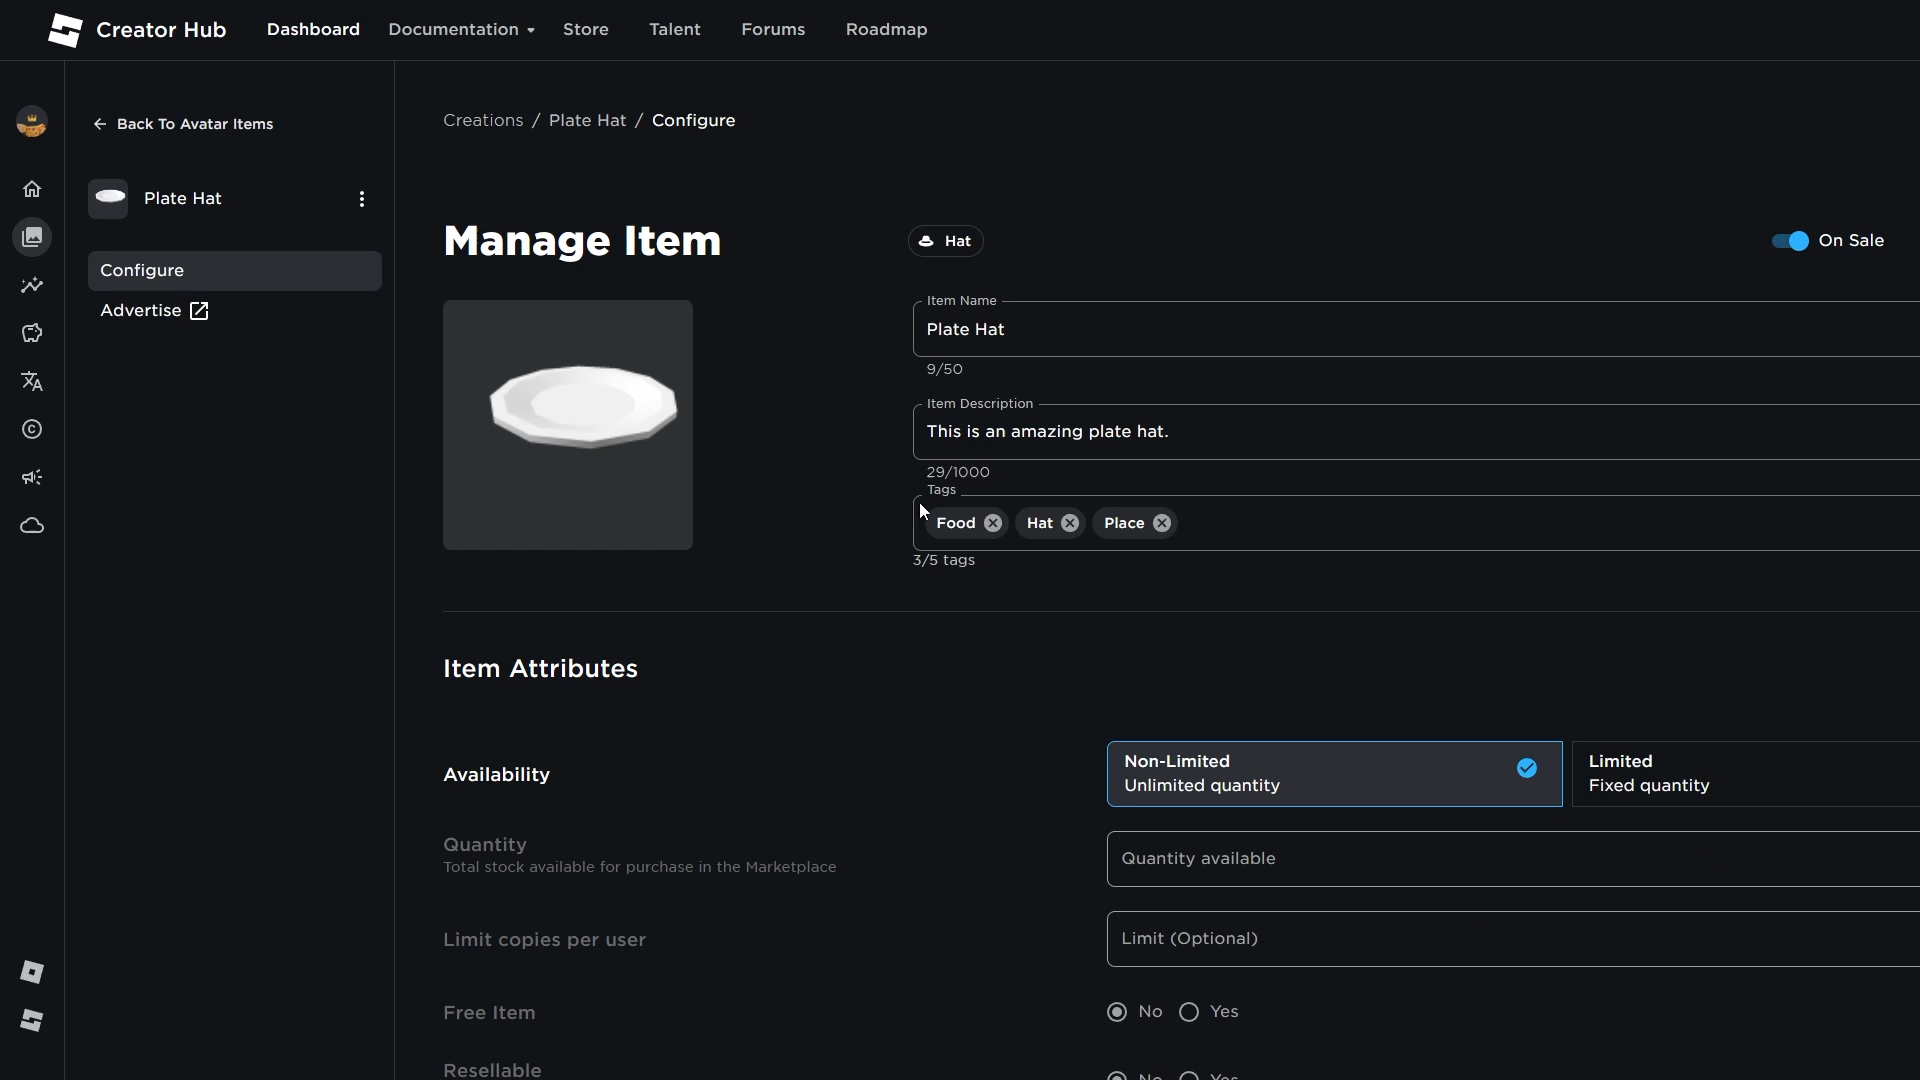 Creator Hub
Dashboard
Documentation
Store
Talent
Forums
Roadmap
Back To Avatar Items
Plate Hat
Configure
Advertise
Creations / Plate Hat / Configure
Manage Item
Hat
On Sale
Item Name
Plate Hat
9/50
Item Description
This is an amazing plate hat.
29/1000
Tags
Food
Hat
Place
3/5 tags
Item Attributes
Availability
Non-Limited
Unlimited quantity
Limited
Fixed quantity
Quantity
Total stock available for purchase in the Marketplace
Quantity available
Limit copies per user
Limit (Optional)
Free Item
No
Yes
Resellable
No
Yes